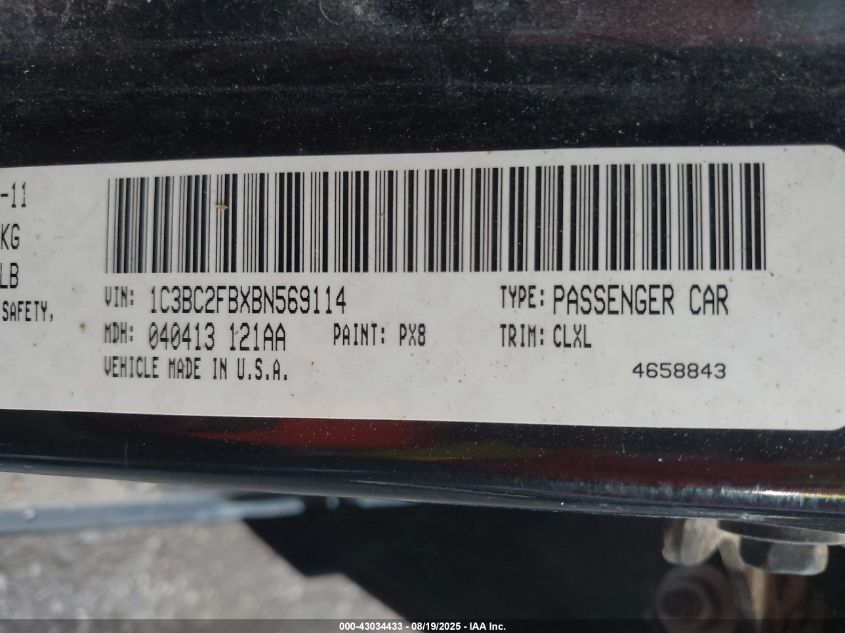 -11
KG
LB
SAFETY,
VIN: 1C3BC2FBXBN569114 TYPE: PASSENGER CAR
MDH: 040413 121AA PAINT: PX8 TRIM: CLXL
VEHICLE MADE IN U.S.A. 4658843
000-43034433 - 08/19/2025 - IAA Inc.